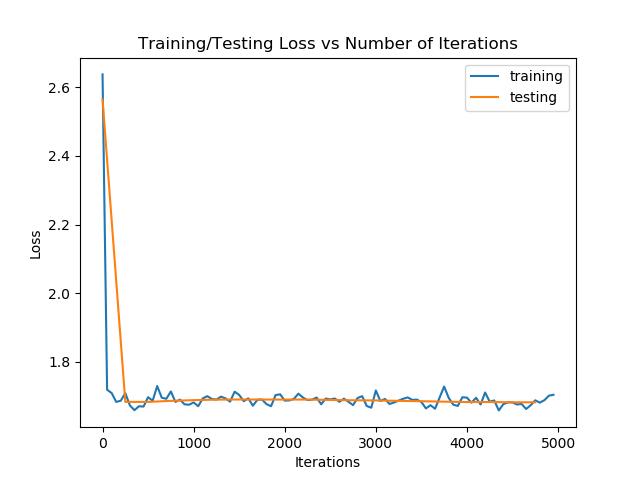 Training/Testing Loss vs Number of Iterations
training
testing
2.6
2.4
2.2
2.0
1.8
Loss
0 1000 2000 3000 4000 5000
Iterations